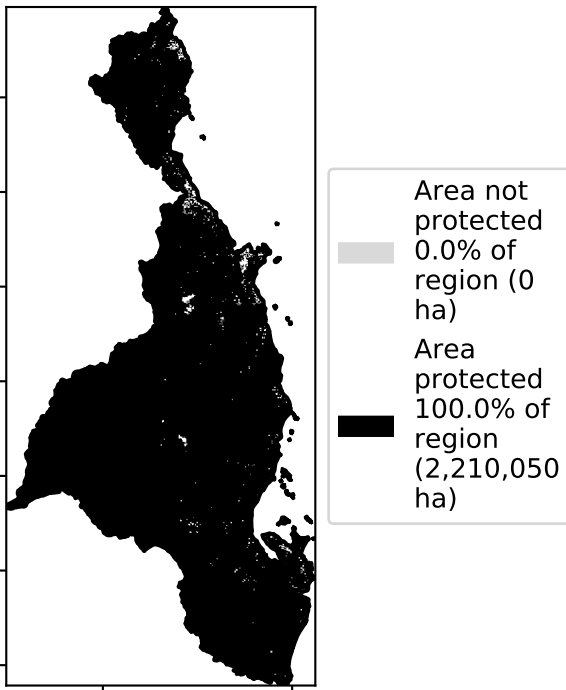 Area not
protected
0.0% of
region (0
ha)
Area
protected
100.0% of
region
(2,210,050
ha)